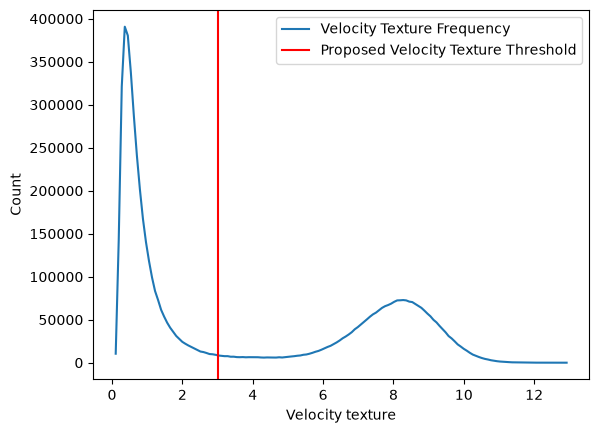 Velocity Texture Frequency
Proposed Velocity Texture Threshold
400000
350000
300000
250000
200000
150000
100000
50000
0
Count
0 2 4 6 8 10 12
Velocity texture